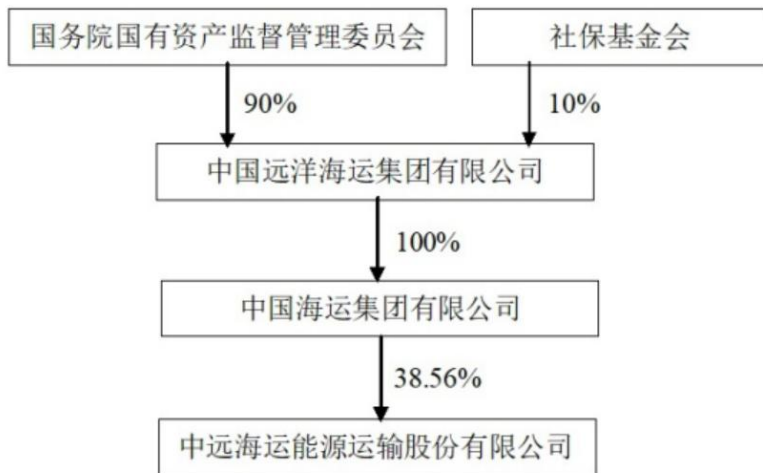 国务院国有资产监督管理委员会
社保基金会
90%
10%
中国远洋海运集团有限公司
100%
中国海运集团有限公司
38.56%
中远海运能源运输股份有限公司